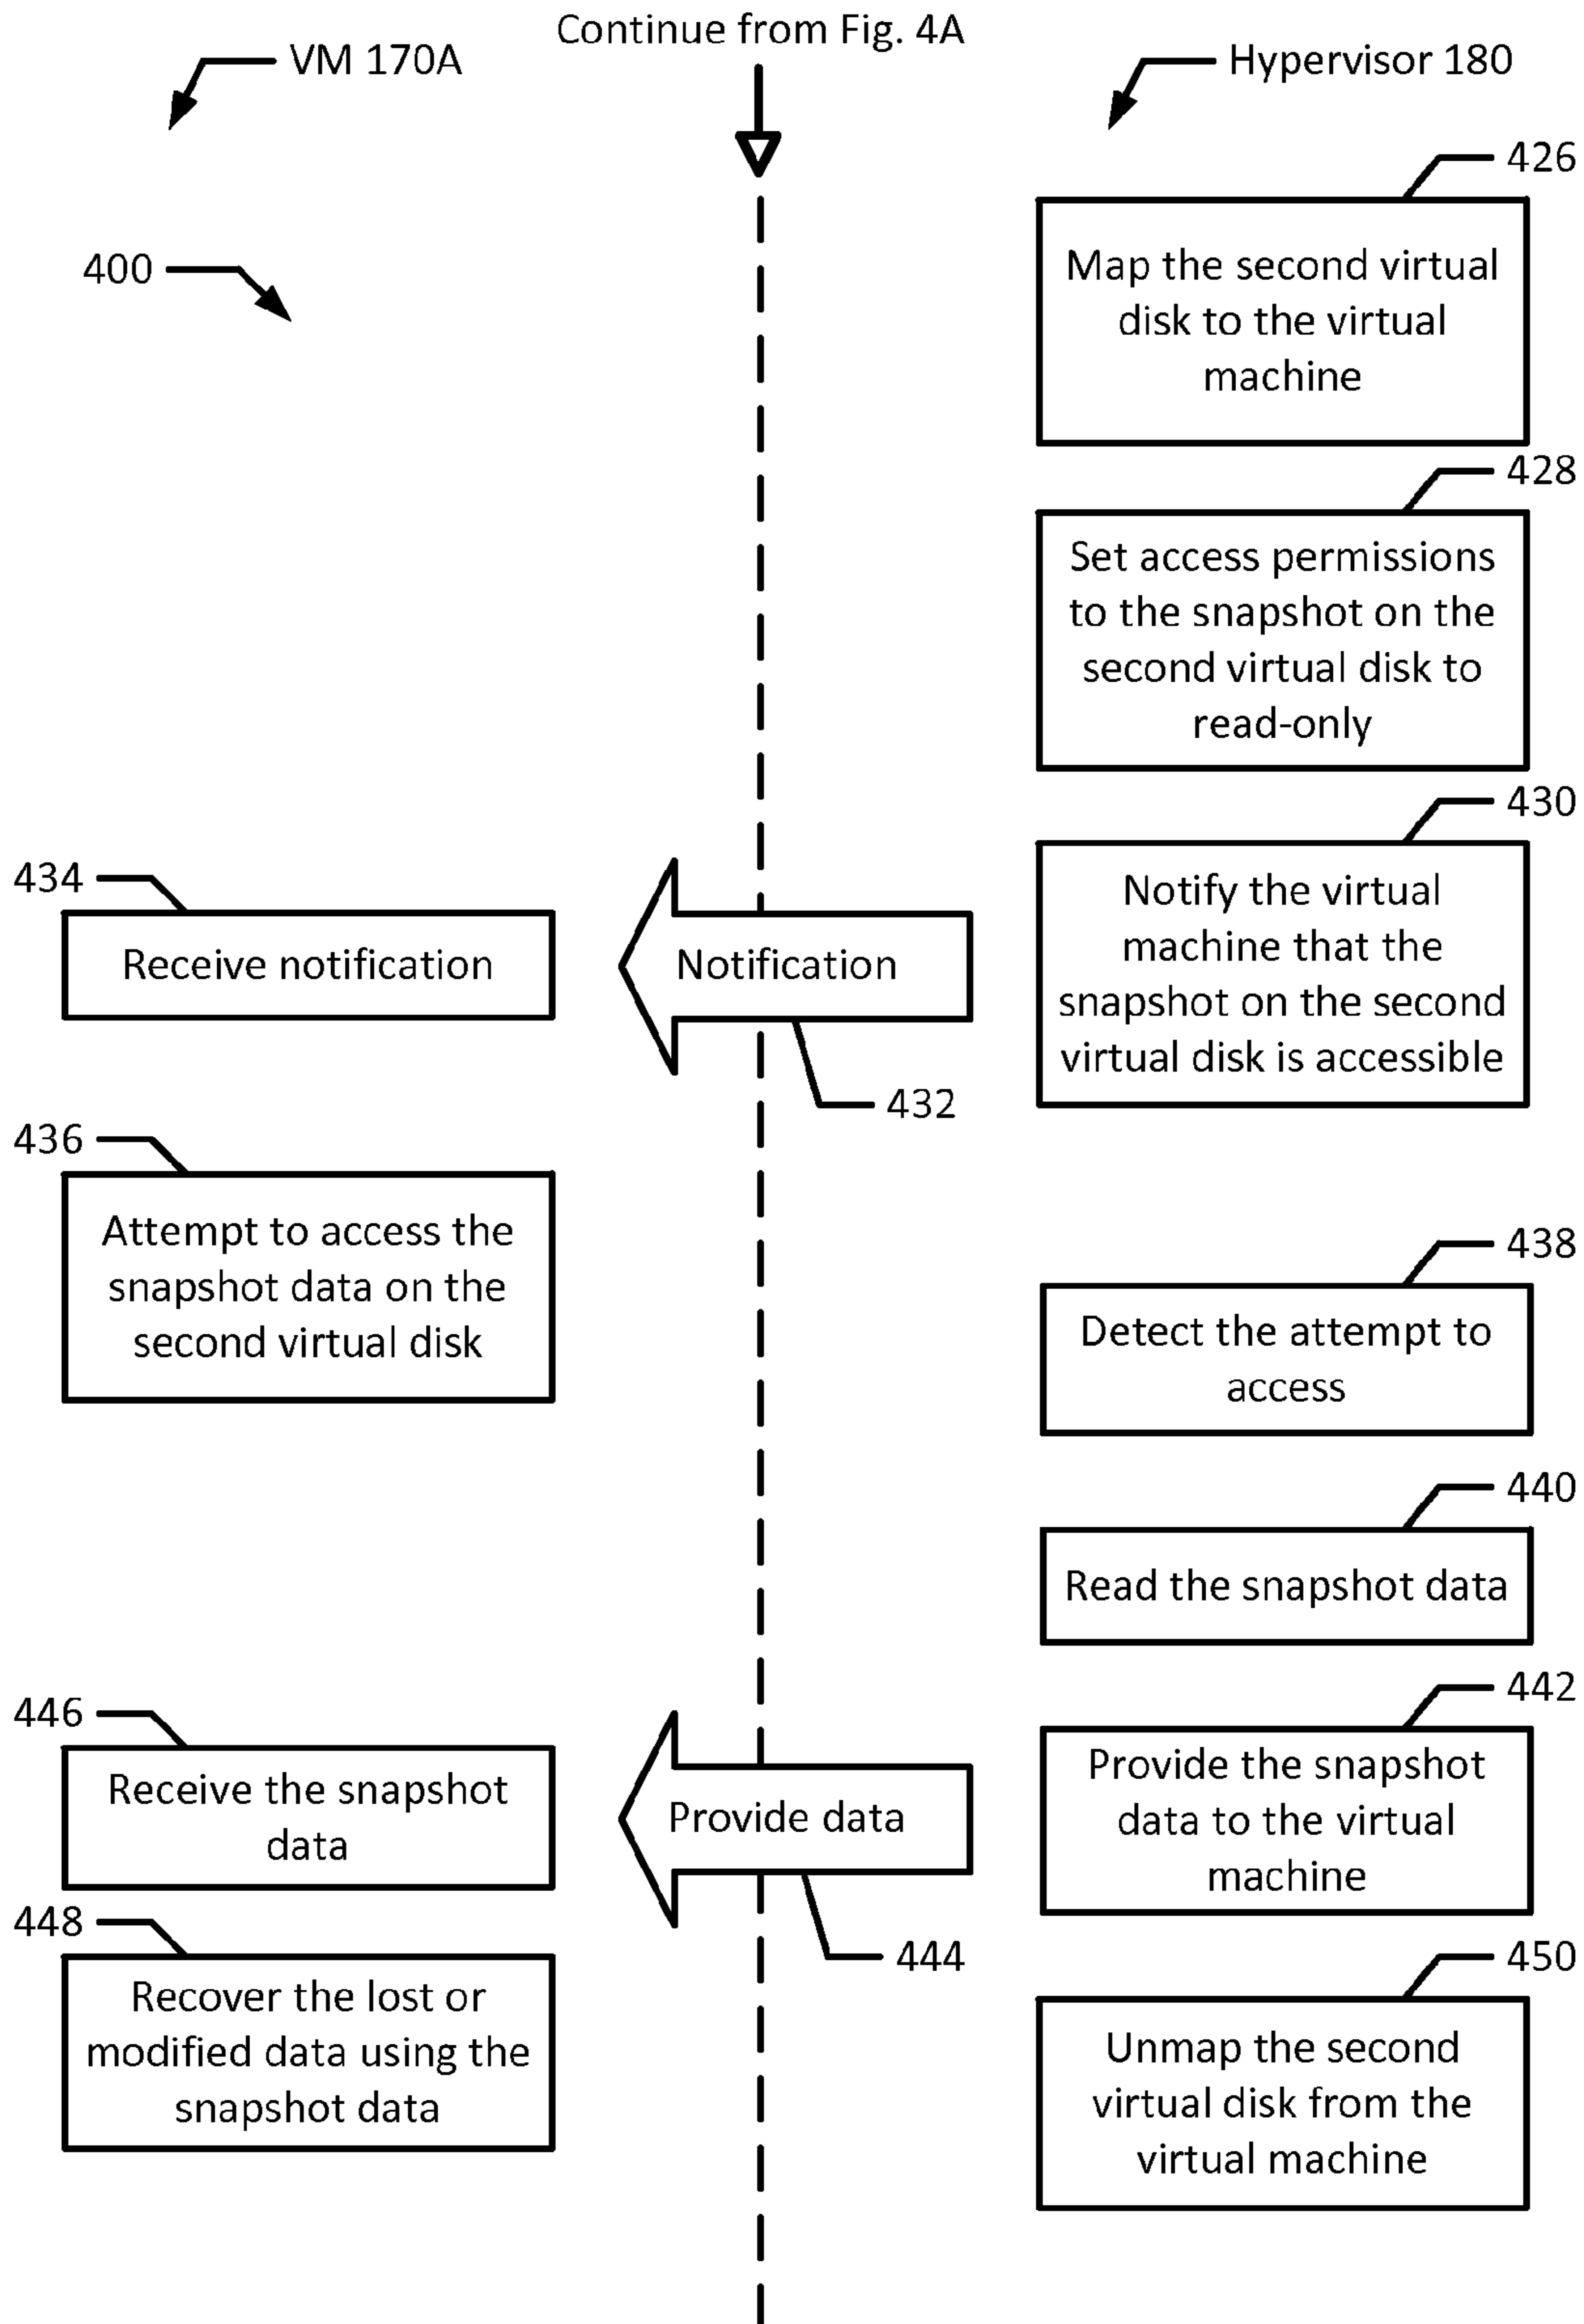 Continue from Fig. 4A
VM 170A
Hypervisor 180
426
400
Map the second virtual
disk to the virtual
machine
428
Set access permissions
to the snapshot on the
second virtual disk to
read-only
430
434
Notify the virtual
machine that the
snapshot on the second
virtual disk is accessible
Receive notification
Notification
432
436
Attempt to access the
snapshot data on the
second virtual disk
438
Detect the attempt to
access
440
Read the snapshot data
442
446
Provide the snapshot
data to the virtual
machine
Receive the snapshot
data
Provide data
444
448
Recover the lost or
modified data using the
snapshot data
450
Unmap the second
virtual disk from the
virtual machine